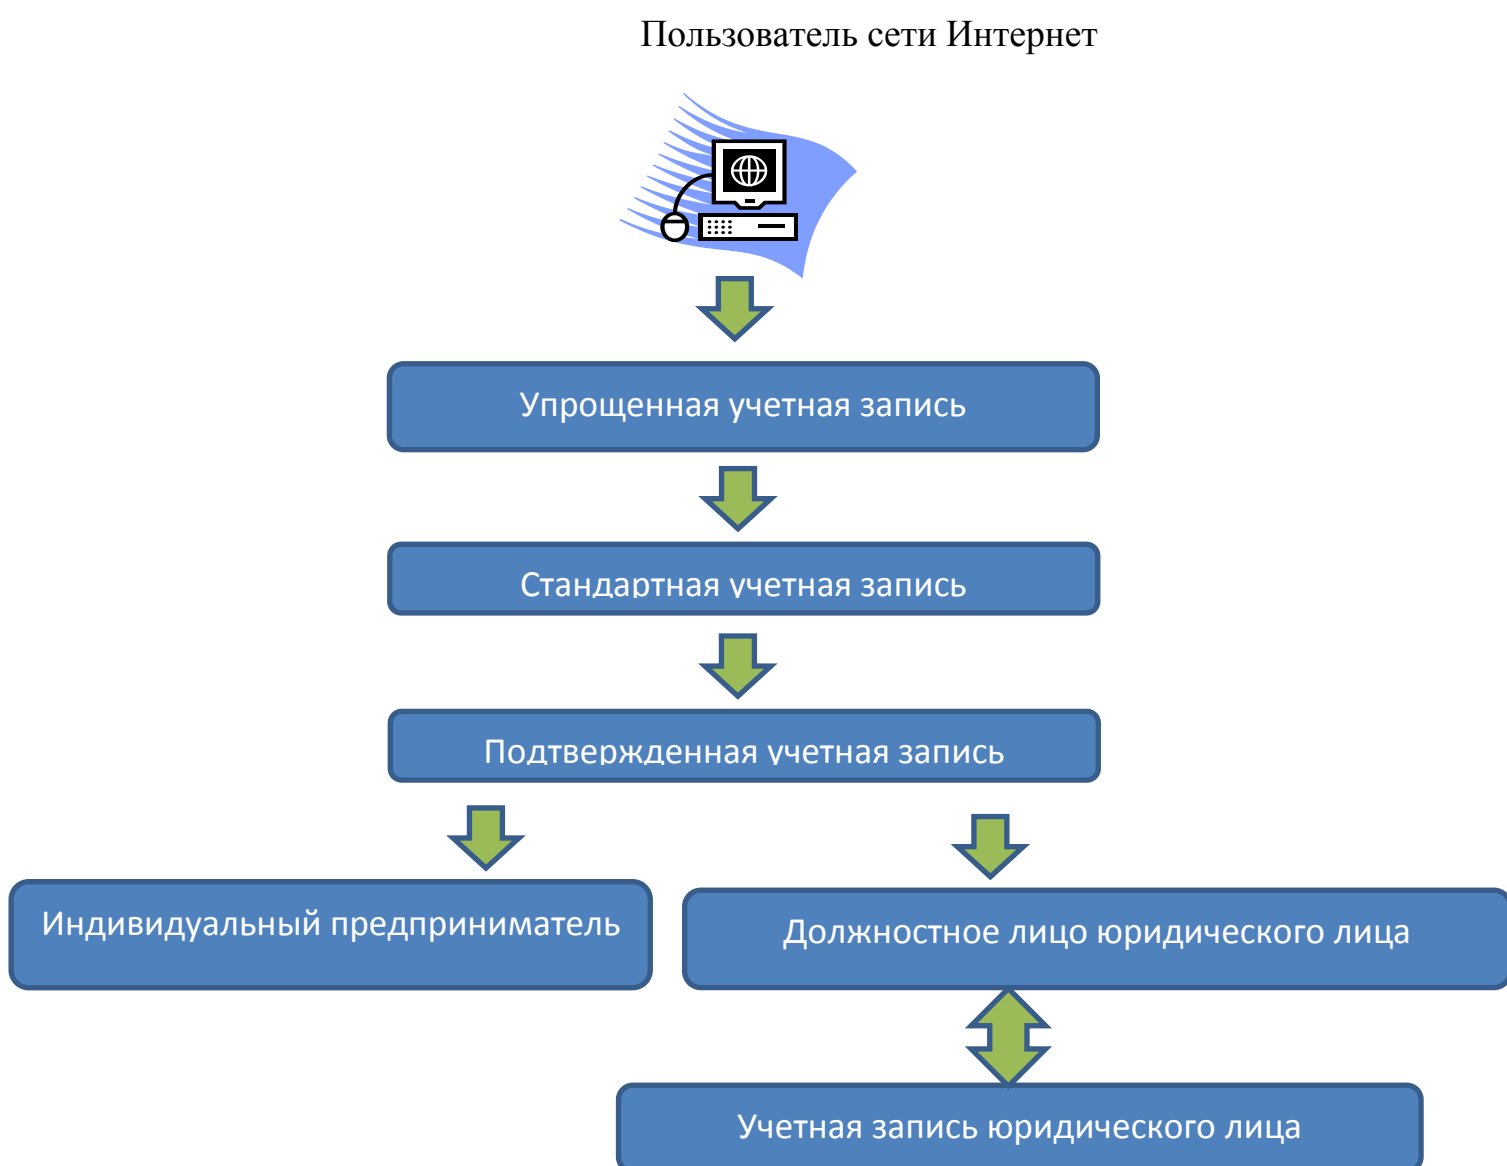 Пользователь сети Интернет
Упрощенная учетная запись
Стандартная учетная запись
Подтвержденная учетная запись
Индивидуальный предприниматель
Должностное лицо юридического лица
Учетная запись юридического лица